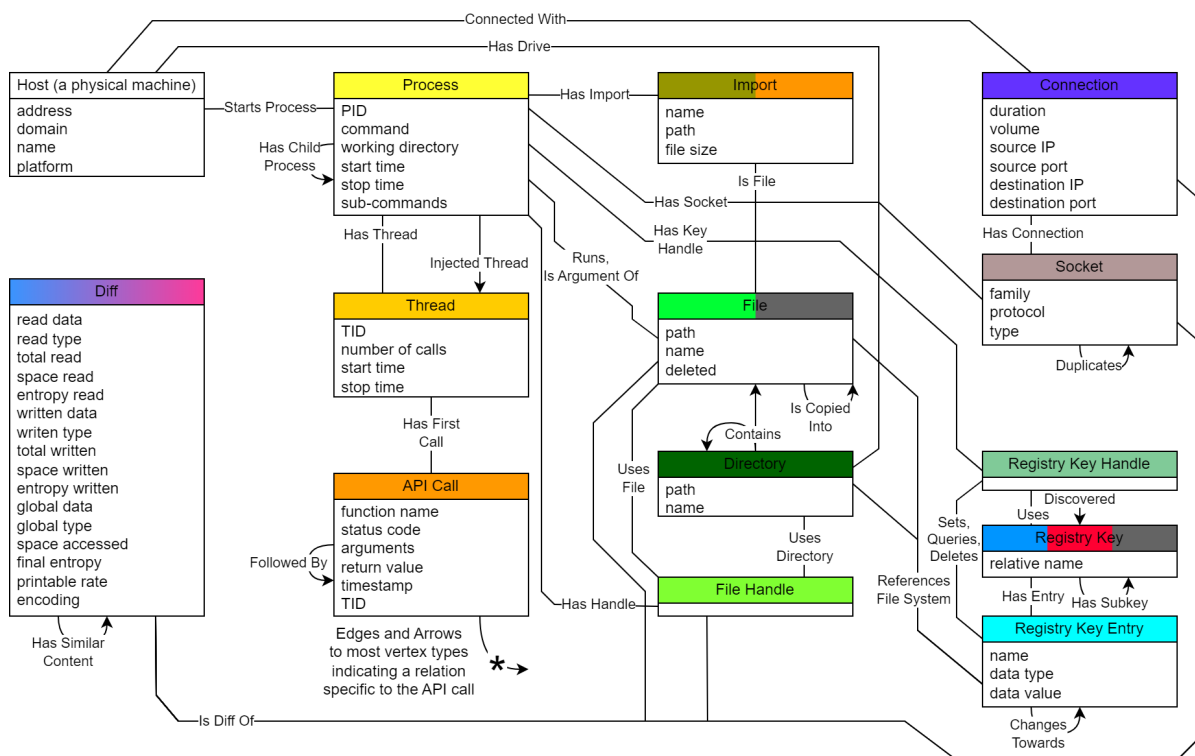 Connected With
Has Drive
Host (a physical machine)
address
domain
name
platform
Starts Process
Process
PID
command
working directory
start time
stop time
sub-commands
Has Child
Process
Has Import
Import
name
path
file size
Is File
Connection
duration
volume
source IP
source port
destination IP
destination port
Has Socket
Has Key
Handle
Has Connection
Has Thread
Injected Thread
Runs,
Is Argument Of
Socket
family
protocol
type
Duplicates
Diff
read data
read type
total read
space read
entropy read
written data
writen type
total written
space written
entropy written
global data
global type
space accessed
final entropy
printable rate
encoding
Has Similar
Content
Thread
TID
number of calls
start time
stop time
Has First
Call
File
path
name
deleted
Is Copied
Into
Contains
Uses
File
Directory
path
name
Uses
Directory
API Call
function name
status code
arguments
return value
timestamp
TID
Followed By
Edges and Arrows
to most vertex types
indicating a relation
specific to the API call
*
Has Handle
File Handle
References
File System
Sets,
Queries,
Deletes
Registry Key Handle
Discovered
Uses
Registry Key
relative name
Has Entry
Has Subkey
Registry Key Entry
name
data type
data value
Changes
Towards
Is Diff Of